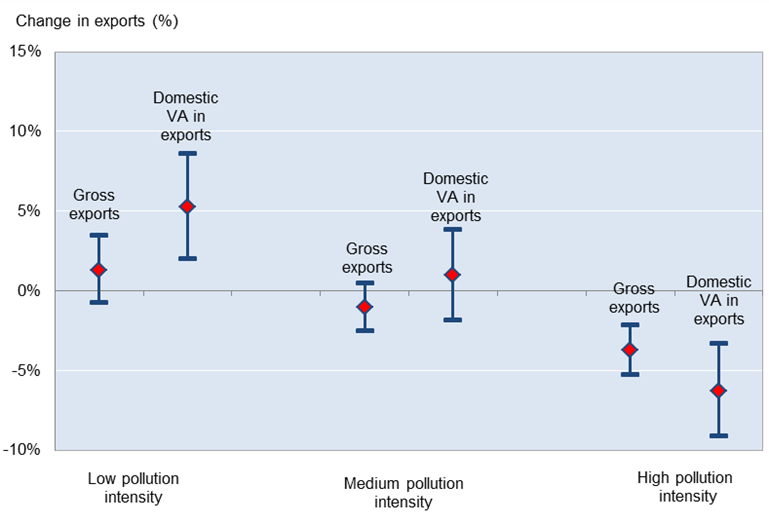 Change in exports (%)
15%
10%
5%
0%
-5%
-10%
Gross
exports
Domestic
VA in
exports
Gross
exports
Domestic
VA in
exports
Gross
exports
Domestic
VA in
exports
Low pollution
intensity
Medium pollution
intensity
High pollution
intensity